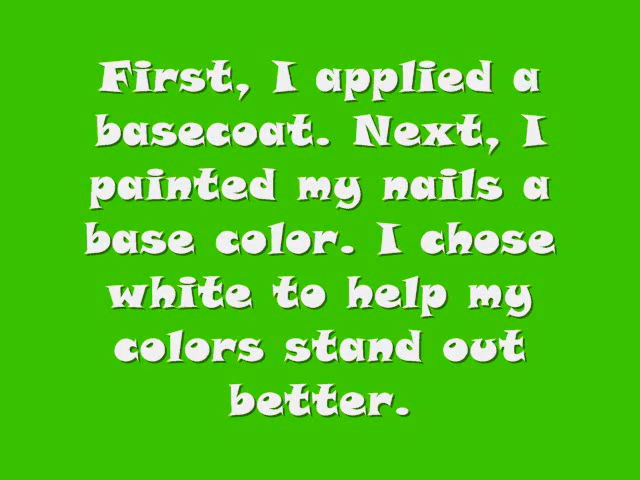 First, I applied a
basecoat. Next, I
painted my nails a
base color. I chose
white to help my
colors stand out
better.